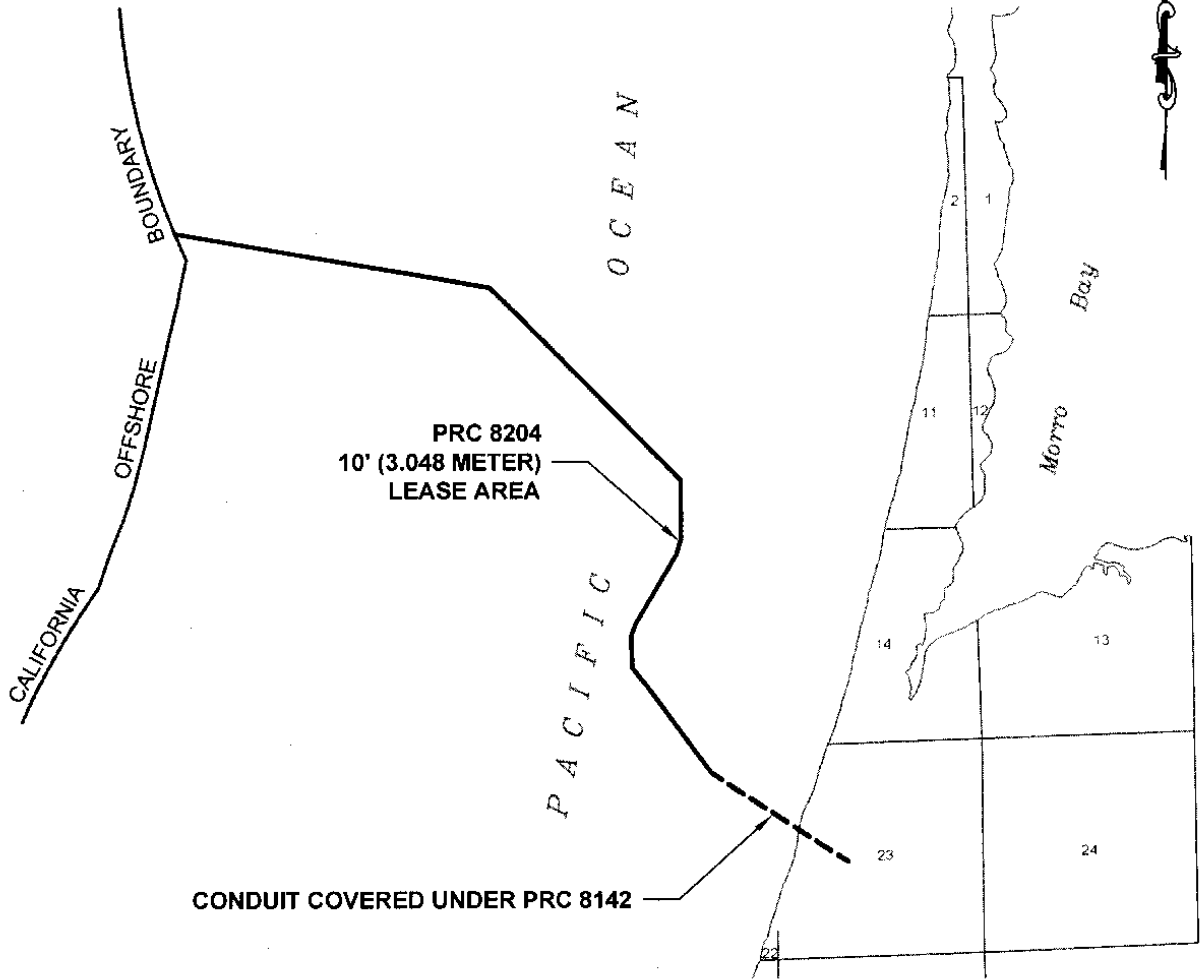 BOUNDARY
OFFSHORE
CALIFORNIA
PACIFIC
OCEAN
PRC 8204
10' (3.048 METER)
LEASE AREA
CONDUIT COVERED UNDER PRC 8142
Morro
Bay
2
1
11
12
14
13
23
24
22